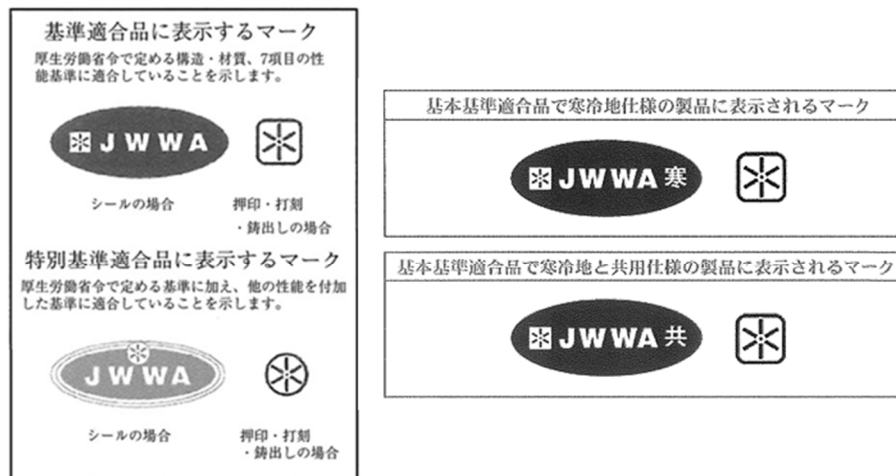 基準適合品に表示するマーク
厚生労働省令で定める構造・材質、7項目の性
能基準に適合していることを示します。
JWWA
シールの場合
押印・打刻
・鋳出しの場合
特別基準適合品に表示するマーク
厚生労働省令で定める基準に加え、他の性能を付加
した基準に適合していることを示します。
JWWA
シールの場合
押印・打刻
・鋳出しの場合
基本基準適合品で寒冷地仕様の製品に表示されるマーク
JWWA 寒
基本基準適合品で寒冷地と共用仕様の製品に表示されるマーク
JWWA 共